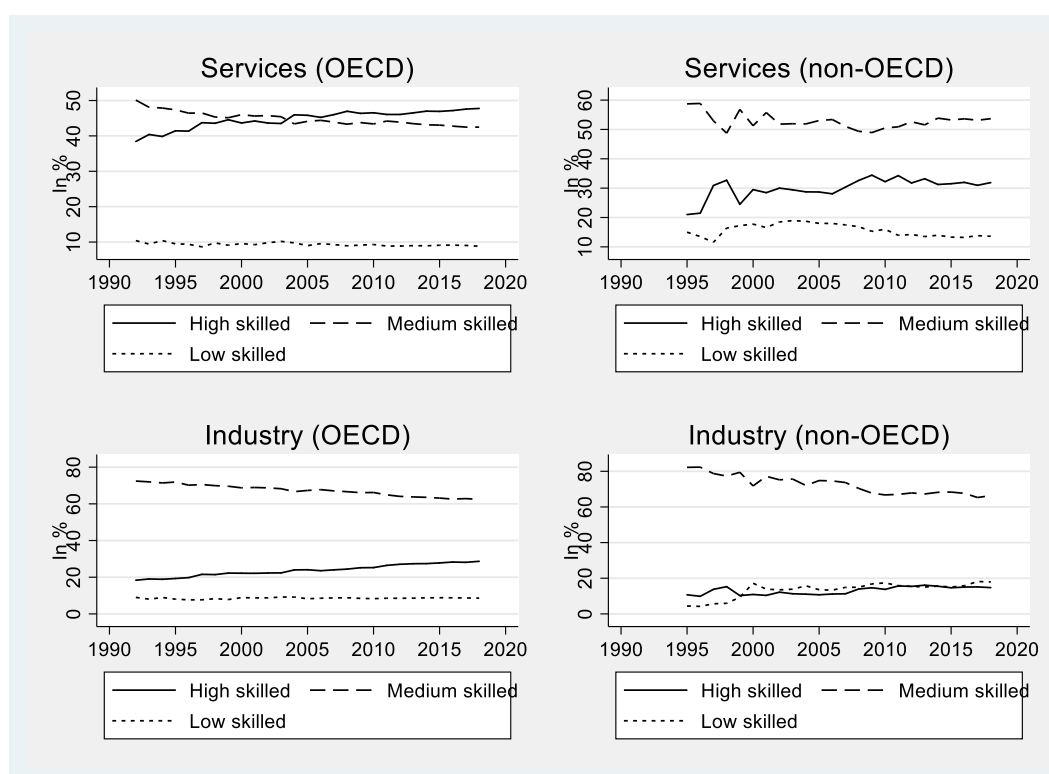 Services (OECD)
In %
50
40
30
20
10
1990 1995 2000 2005 2010 2015 2020
High skilled Medium skilled
Low skilled
Services (non-OECD)
In %
60
50
40
30
20
10
1990 1995 2000 2005 2010 2015 2020
High skilled Medium skilled
Low skilled
Industry (OECD)
In %
80
60
40
20
0
1990 1995 2000 2005 2010 2015 2020
High skilled Medium skilled
Low skilled
Industry (non-OECD)
In %
80
60
40
20
0
1990 1995 2000 2005 2010 2015 2020
High skilled Medium skilled
Low skilled